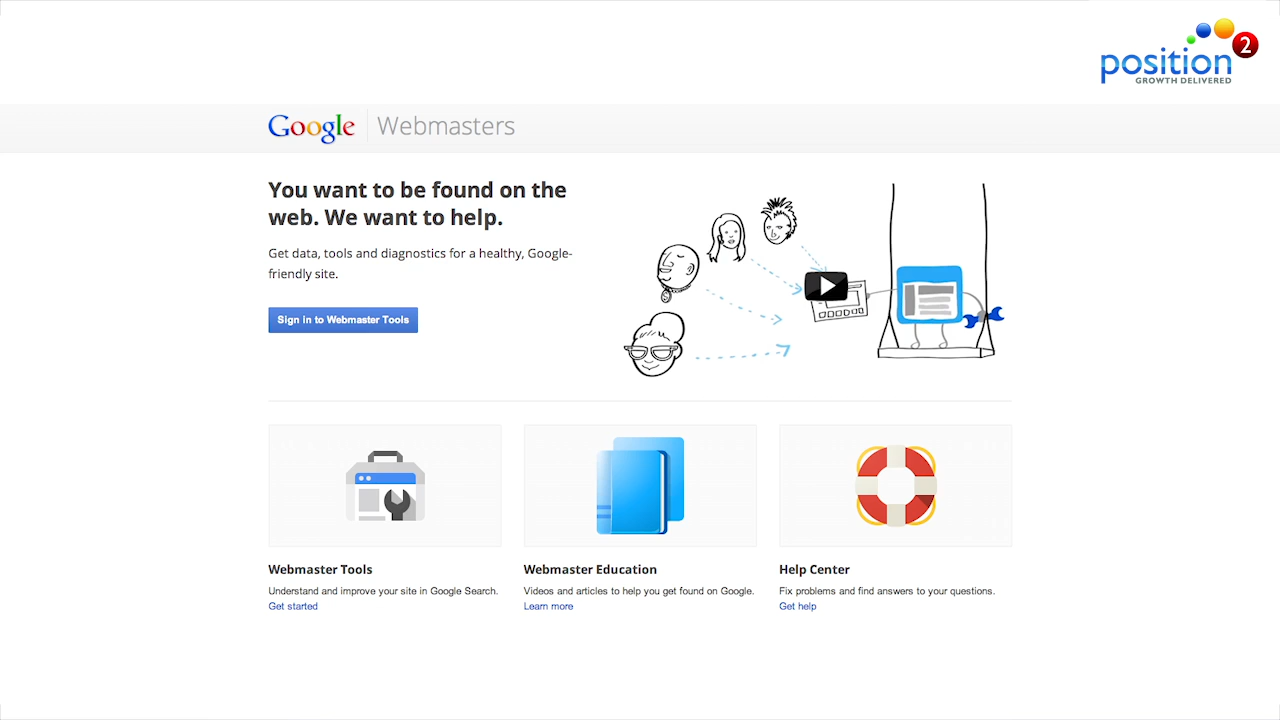 position2
GROWTH DELIVERED
Google Webmasters
You want to be found on the
web. We want to help.
Get data, tools and diagnostics for a healthy, Google-
friendly site.
Sign in to Webmaster Tools
Webmaster Tools
Understand and improve your site in Google Search.
Get started
Webmaster Education
Videos and articles to help you get found on Google.
Learn more
Help Center
Fix problems and find answers to your questions.
Get help